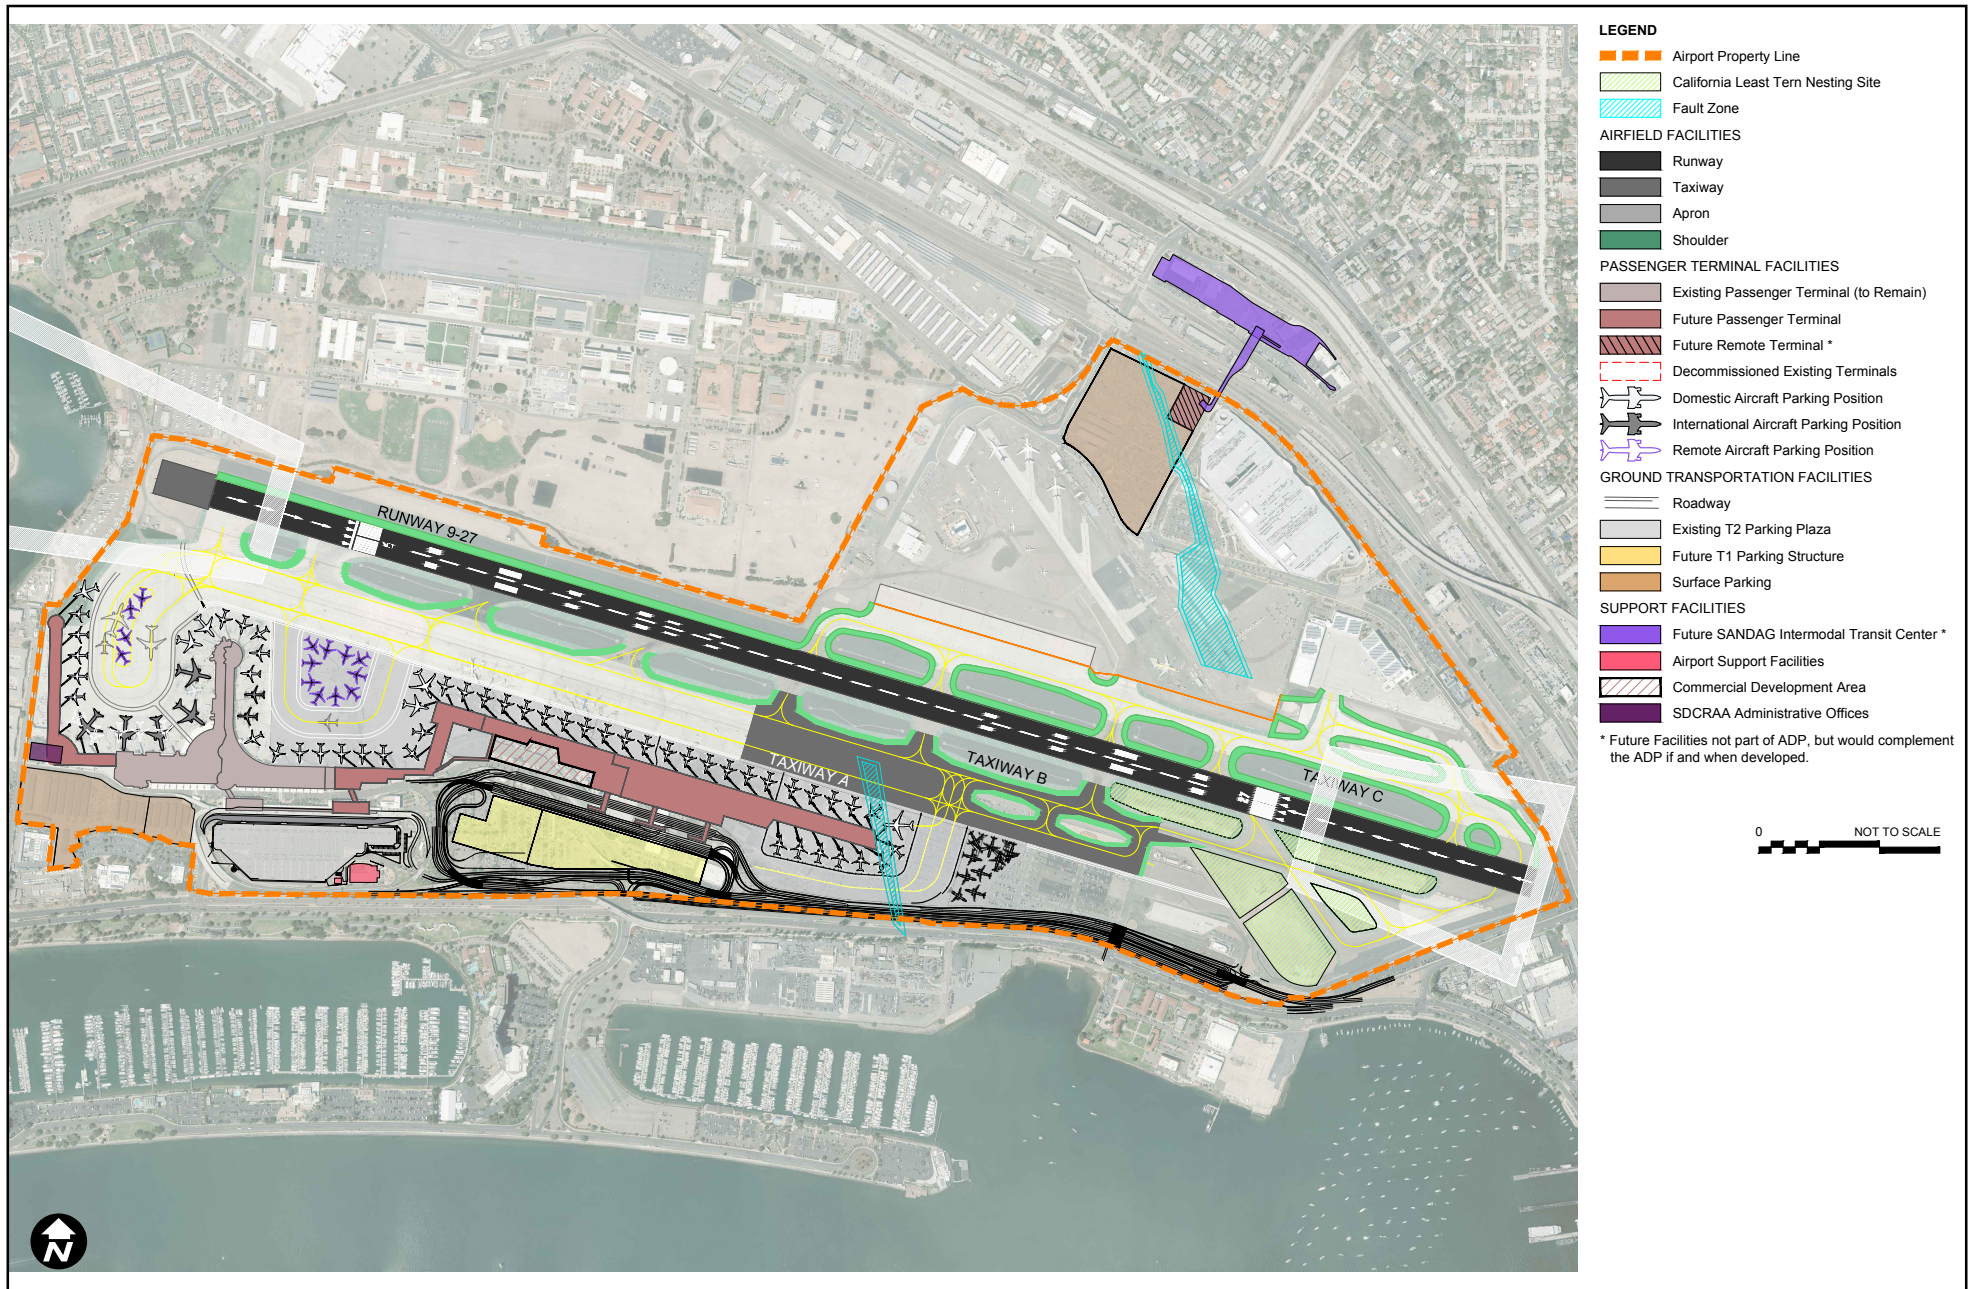 LEGEND
Airport Property Line
California Least Tern Nesting Site
Fault Zone
AIRFIELD FACILITIES
Runway
Taxiway
Apron
Shoulder
PASSENGER TERMINAL FACILITIES
Existing Passenger Terminal (to Remain)
Future Passenger Terminal
Future Remote Terminal *
Decommissioned Existing Terminals
Domestic Aircraft Parking Position
International Aircraft Parking Position
Remote Aircraft Parking Position
GROUND TRANSPORTATION FACILITIES
Roadway
Existing T2 Parking Plaza
Future T1 Parking Structure
Surface Parking
SUPPORT FACILITIES
Future SANDAG Intermodal Transit Center *
Airport Support Facilities
Commercial Development Area
SDCRAA Administrative Offices
* Future Facilities not part of ADP, but would complement
the ADP if and when developed.
0 NOT TO SCALE
RUNWAY 9-27
TAXIWAY A
TAXIWAY B
TAXIWAY C
27
N